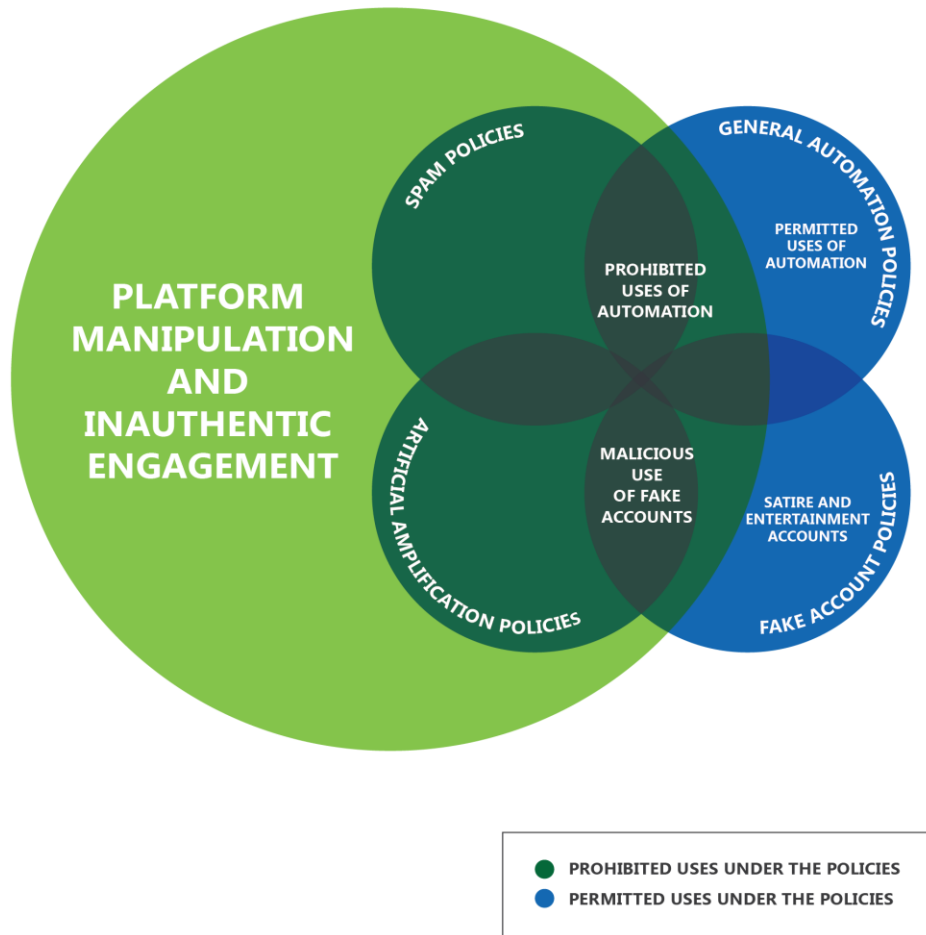 PLATFORM
MANIPULATION
AND
INAUTHENTIC
ENGAGEMENT
SPAM POLICIES
GENERAL AUTOMATION POLICIES
PERMITTED
USES OF
AUTOMATION
PROHIBITED
USES OF
AUTOMATION
ARTIFICIAL AMPLIFICATION POLICIES
MALICIOUS
USE
OF FAKE
ACCOUNTS
SATIRE AND
ENTERTAINMENT
ACCOUNTS
FAKE ACCOUNT POLICIES
PROHIBITED USES UNDER THE POLICIES
PERMITTED USES UNDER THE POLICIES